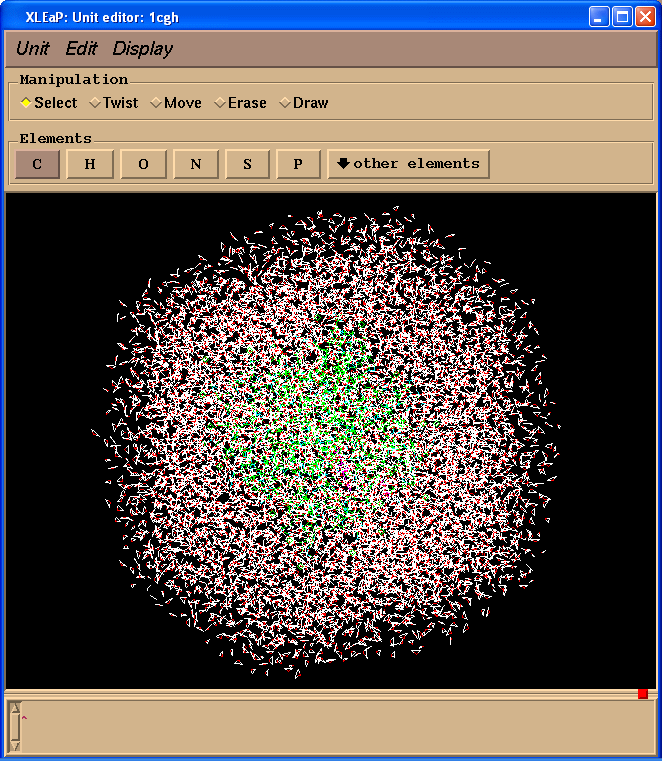 XLEaP: Unit editor: 1cgh
Unit Edit Display
Manipulation
Select Twist Move Erase Draw
Elements
C H O N S P other elements
^